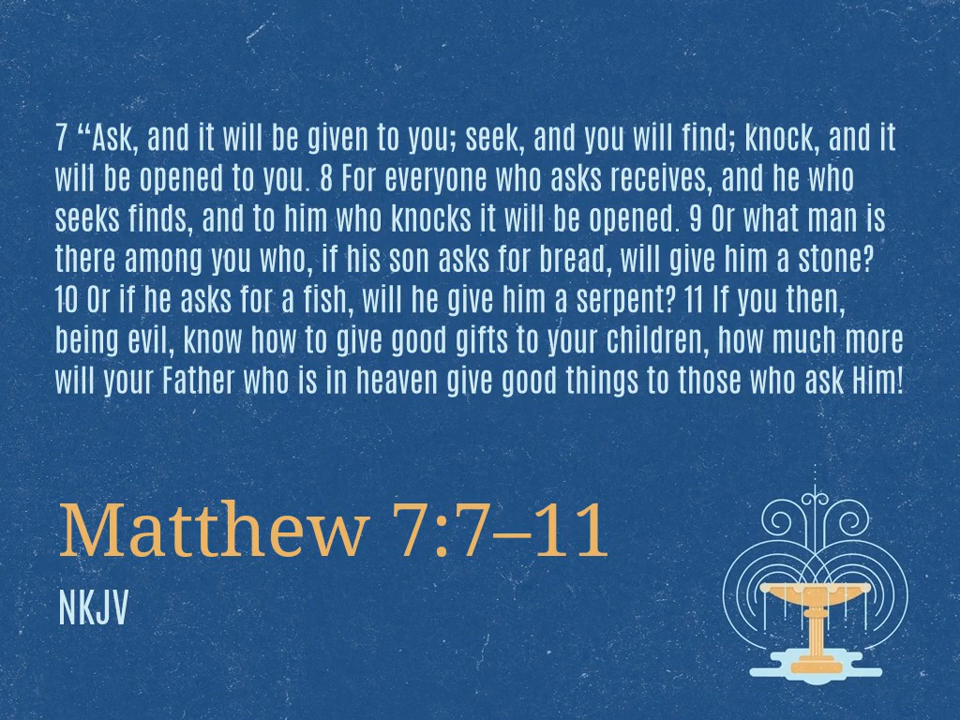 7 “Ask, and it will be given to you; seek, and you will find; knock, and it
will be opened to you. 8 For everyone who asks receives, and he who
seeks finds, and to him who knocks it will be opened. 9 Or what man is
there among you who, if his son asks for bread, will give him a stone?
10 Or if he asks for a fish, will he give him a serpent? 11 If you then,
being evil, know how to give good gifts to your children, how much more
will your Father who is in heaven give good things to those who ask Him!
Matthew 7:7–11
NKJV